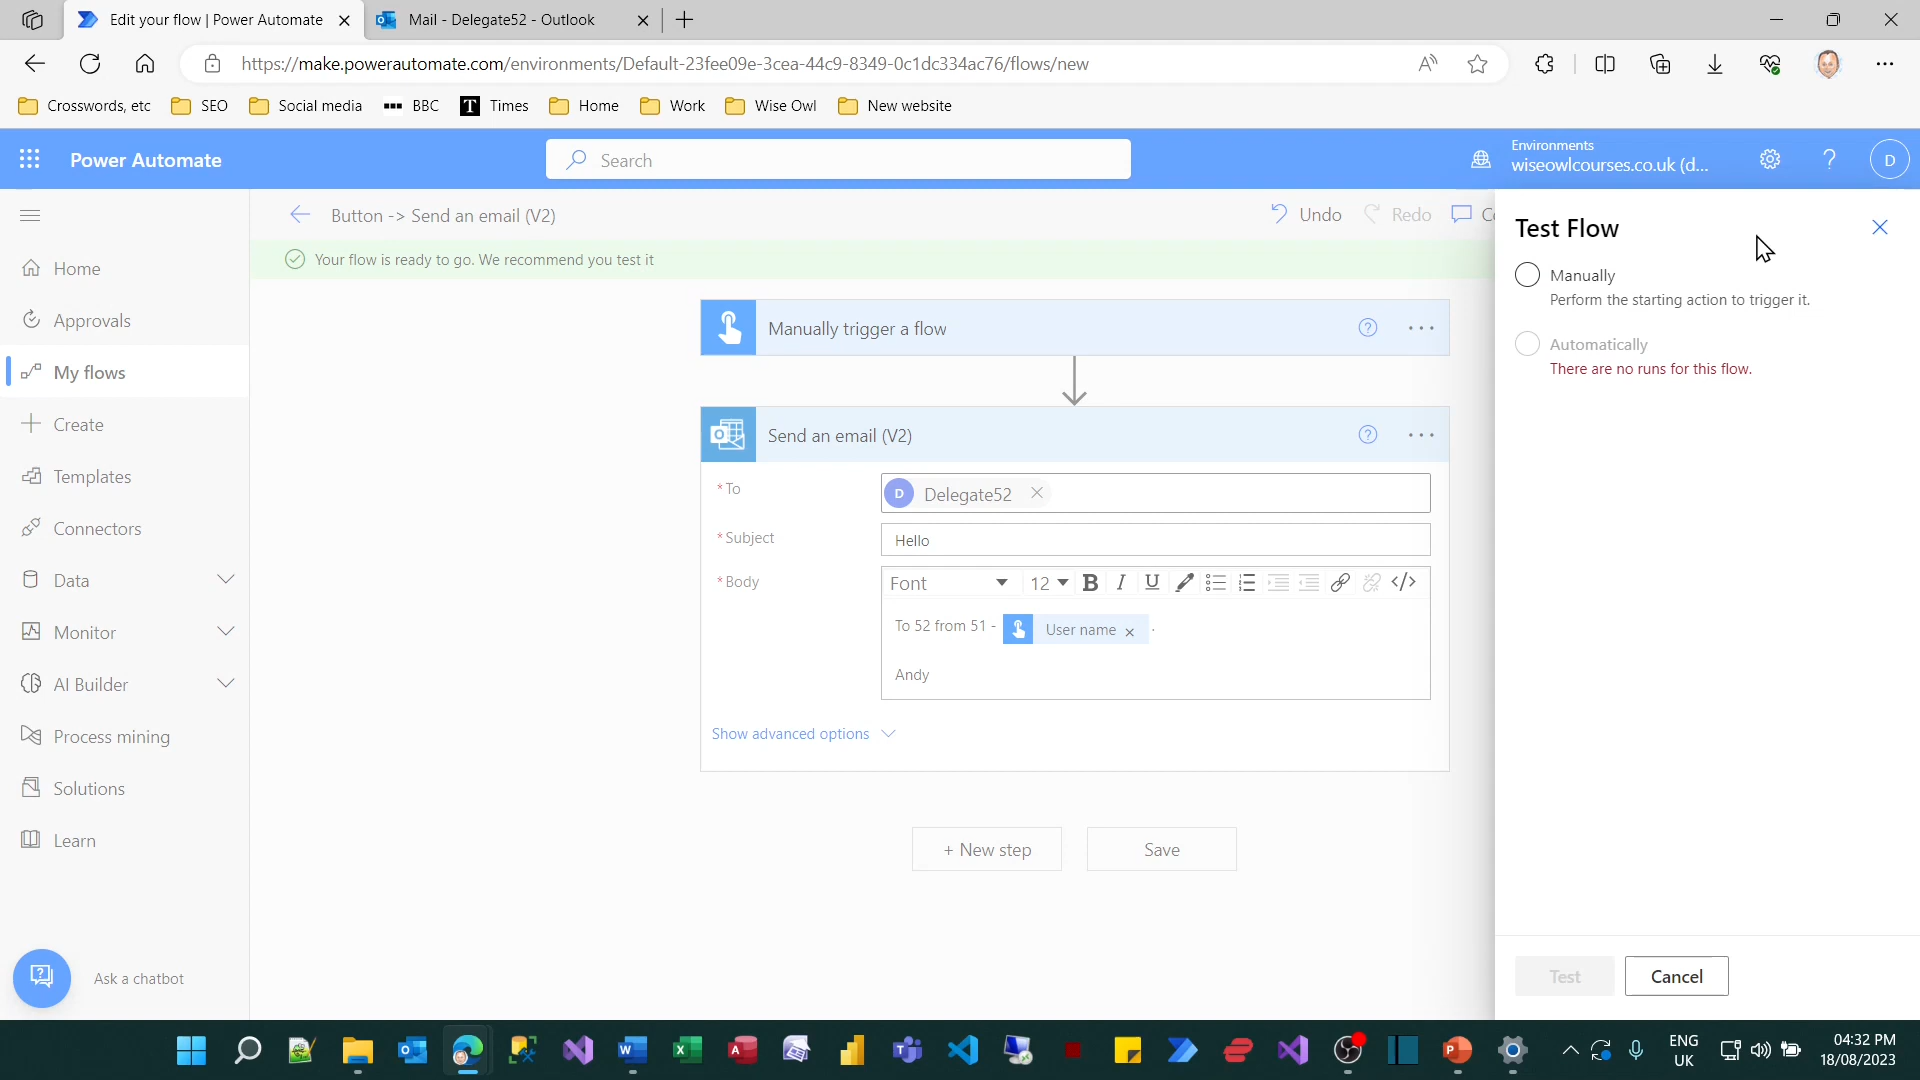 Edit your flow | Power Automate
Mail - Delegate52 - Outlook
https://make.powerautomate.com/environments/Default-23fee09e-3cea-44c9-8349-0c1dc334ac76/flows/new
Crosswords, etc
SEO
Social media
BBC
Times
Home
Work
Wise Owl
New website
Power Automate
Search
Environments
wiseowlcourses.co.uk (d...
D
Button -> Send an email (V2)
Undo
Redo
Your flow is ready to go. We recommend you test it
Home
Approvals
My flows
Create
Templates
Connectors
Data
Monitor
AI Builder
Process mining
Solutions
Learn
Ask a chatbot
Manually trigger a flow
Send an email (V2)
* To
D Delegate52
* Subject
Hello
* Body
Font 12
To 52 from 51 - User name .
Andy
Show advanced options
+ New step
Save
Test Flow
Manually
Perform the starting action to trigger it.
Automatically
There are no runs for this flow.
Test
Cancel
ENG
UK
04:32 PM
18/08/2023